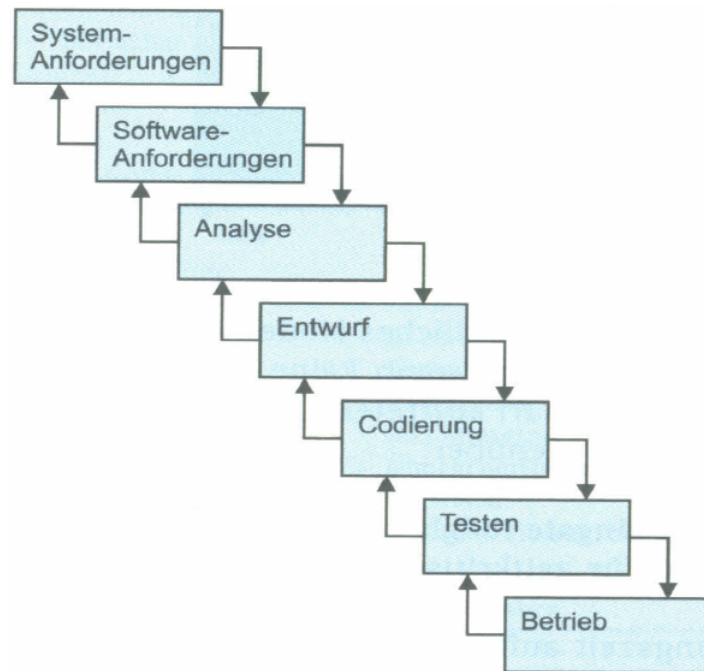 System-
Anforderungen
Software-
Anforderungen
Analyse
Entwurf
Codierung
Testen
Betrieb